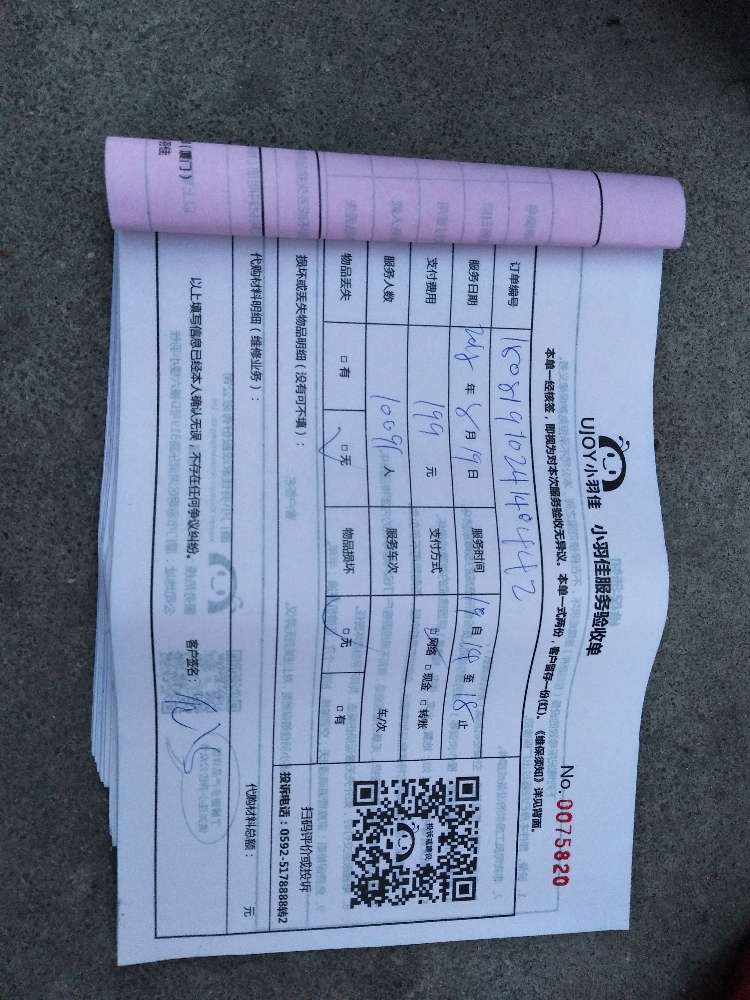 UJOY小羽佳 小羽佳服务验收单
No. 0075820
本单一经核签，即视为对本次服务验收无异议。本单一式两份，客户留存一份(红)。《维保须知》详见背面。
订单编号
服务日期 2018 年 8 月 19 日 服务时间 19 自 14 至 18 止
支付费用 199 元 支付方式 网络 现金 转账
服务人数 人 服务车次 车/次
物品丢失 有 无 物品损坏 无 有
损坏或丢失物品明细（没有可不填）：
投诉或建议
扫码评价或投诉
投诉电话：0592-5178888转2
代购材料明细（维修业务）： 代购材料总额： 元
以上填写信息已经本人确认无误，不存在任何争议纠纷。 客户签名：